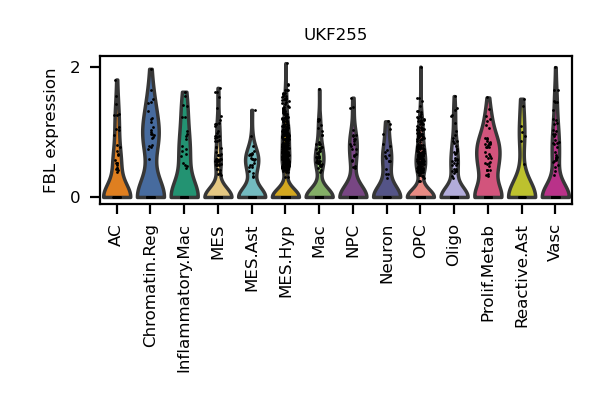 UKF255
FBL expression
2
0
AC
Chromatin.Reg
Inflammatory.Mac
MES
MES.Ast
MES.Hyp
Mac
NPC
Neuron
OPC
Oligo
Prolif.Metab
Reactive.Ast
Vasc